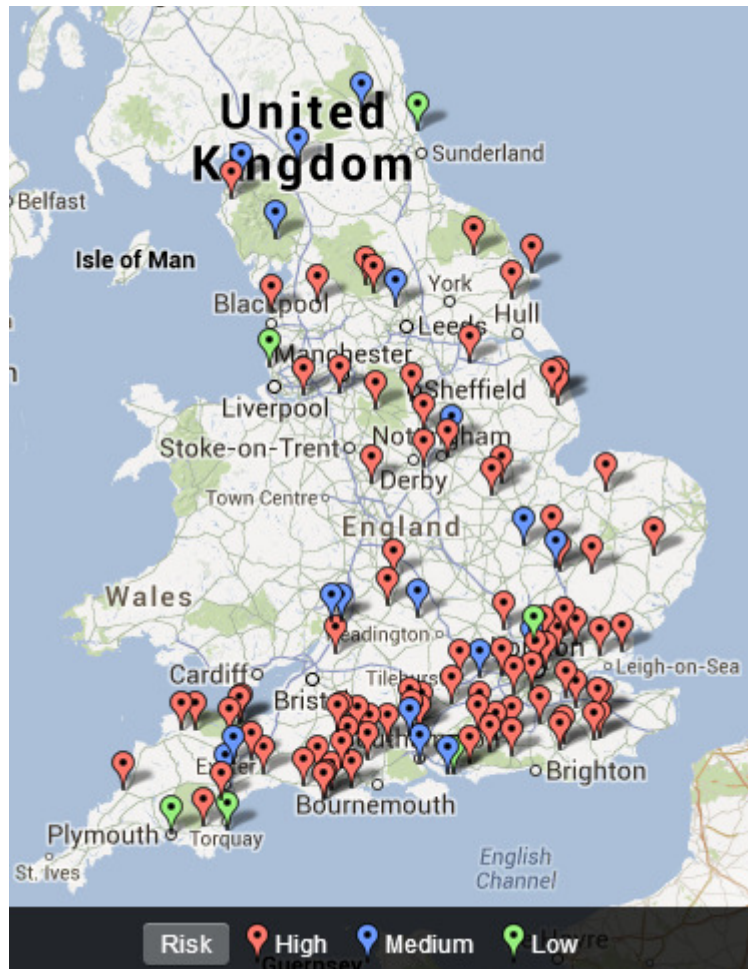 United
Kingdom
Sunderland
Belfast
Isle of Man
York
Blackpool
Leeds
Hull
Manchester
Sheffield
Liverpool
Stoke-on-Trent
Nottingham
Derby
Town Centre
England
Wales
Cardiff
Leigh-on-Sea
Brighton
Bournemouth
Plymouth
Torquay
St. Ives
English
Channel
Risk
High
Medium
Low